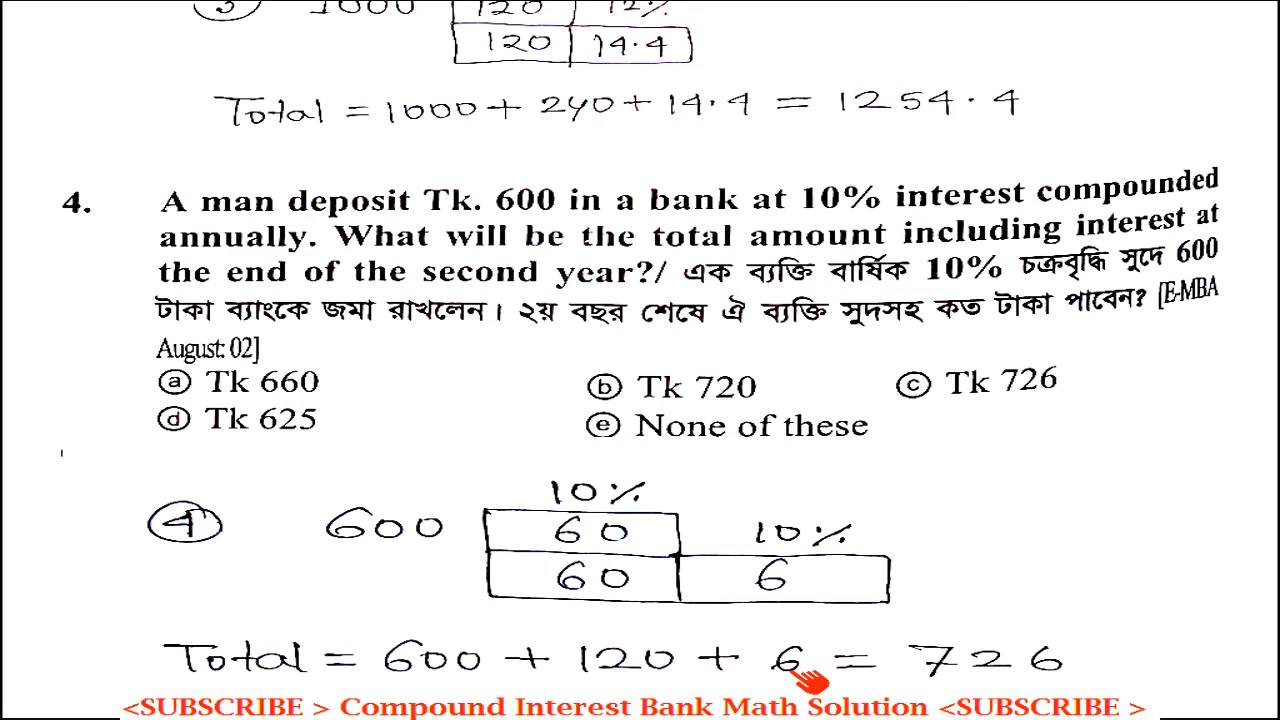 3 1000 120 12%
120 14.4
Total = 1000 + 240 + 14.4 = 1254.4
4. A man deposit Tk. 600 in a bank at 10% interest compounded
annually. What will be the total amount including interest at
the end of the second year?/ এক ব্যক্তি বার্ষিক 10% চক্রবৃদ্ধি সুদে 600
টাকা ব্যাংকে জমা রাখলেন। ২য় বছর শেষে ঐ ব্যক্তি সুদসহ কত টাকা পাবেন? [E-MBA
August: 02]
a Tk 660 b Tk 720 c Tk 726
d Tk 625 e None of these
10%
4 600 60 10%
60 6
Total = 600 + 120 + 6 = 726
<SUBSCRIBE > Compound Interest Bank Math Solution <SUBSCRIBE >